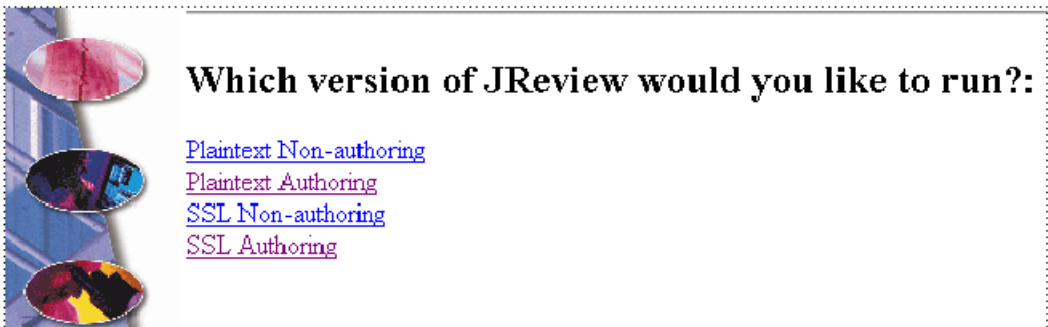 Which version of JReview would you like to run?:
Plaintext Non-authoring
Plaintext Authoring
SSL Non-authoring
SSL Authoring